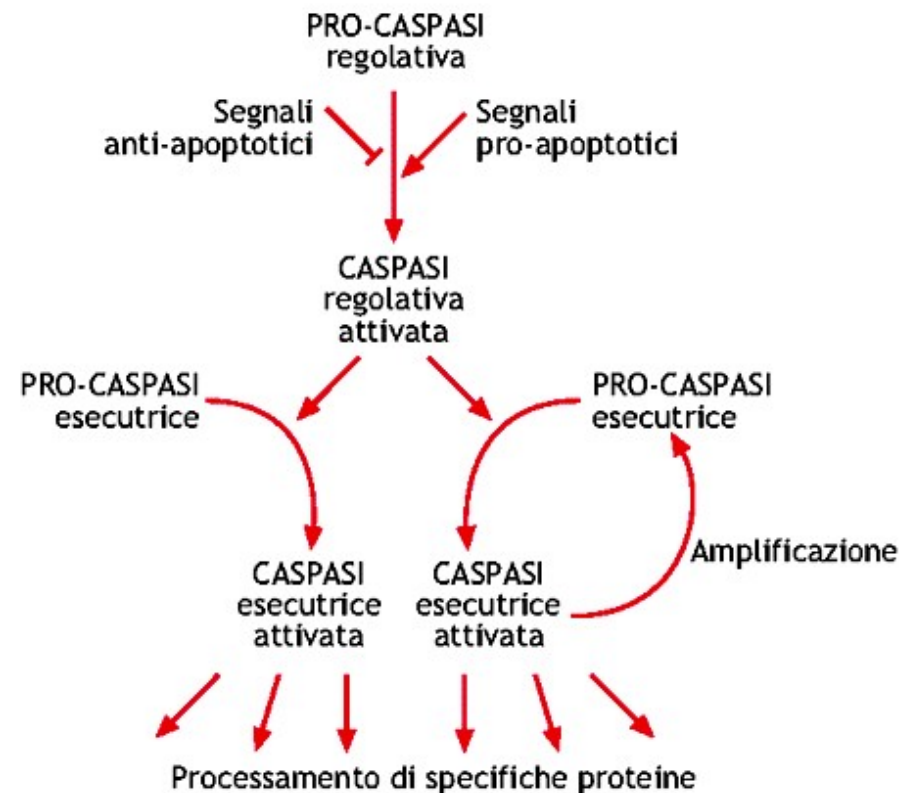 PRO-CASPASI
regolativa
Segnali
anti-apoptotici
Segnali
pro-apoptotici
CASPASI
regolativa
attivata
PRO-CASPASI
esecutrice
PRO-CASPASI
esecutrice
Amplificazione
CASPASI
esecutrice
attivata
CASPASI
esecutrice
attivata
Processamento di specifiche proteine